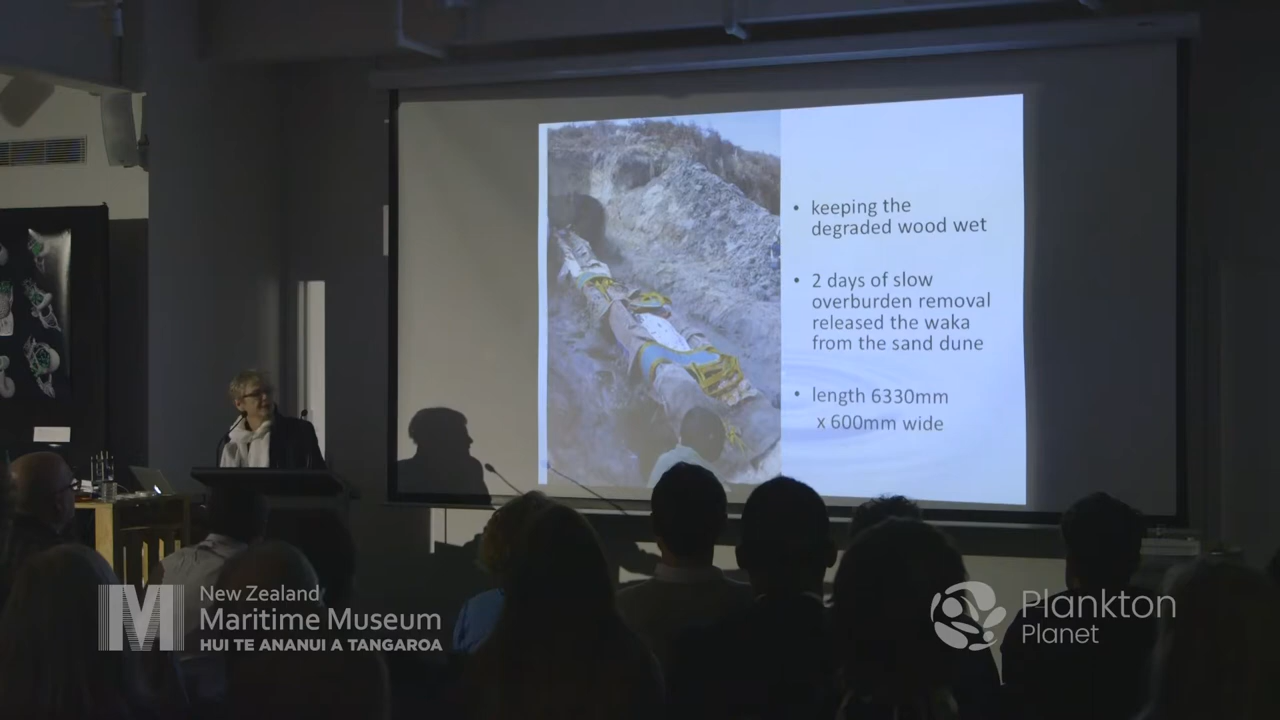 • keeping the
degraded wood wet
• 2 days of slow
overburden removal
released the waka
from the sand dune
• length 6330mm
x 600mm wide
M New Zealand
Maritime Museum
HUI TE ANANUI A TANGAROA
Plankton
Planet